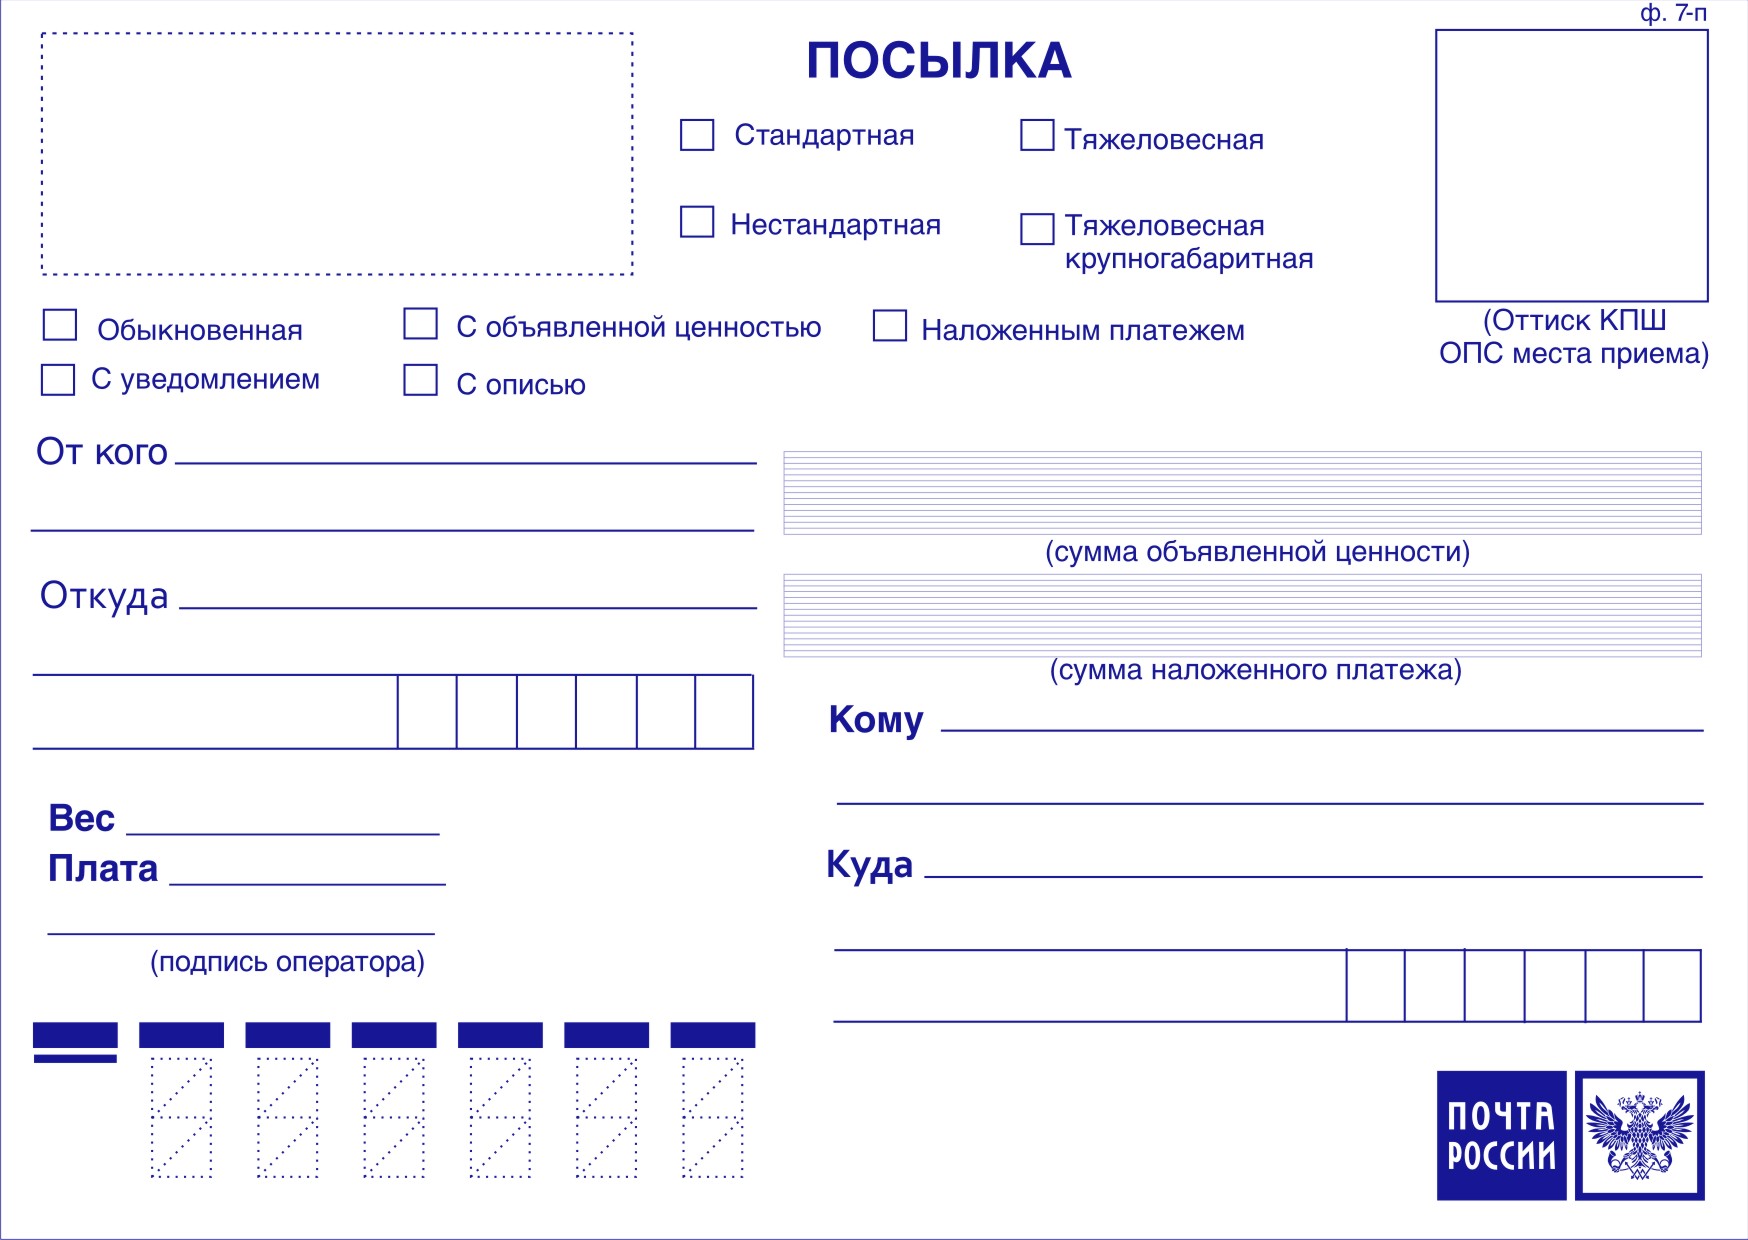 ф. 7-п
ПОСЫЛКА
Стандартная
Тяжеловесная
Нестандартная
Тяжеловесная
крупногабаритная
(Оттиск КПШ
ОПС места приема)
Обыкновенная
С объявленной ценностью
Наложенным платежем
С уведомлением
С описью
От кого
(сумма объявленной ценности)
Откуда
(сумма наложенного платежа)
Кому
Вес
Плата
Куда
(подпись оператора)
ПОЧТА
РОССИИ